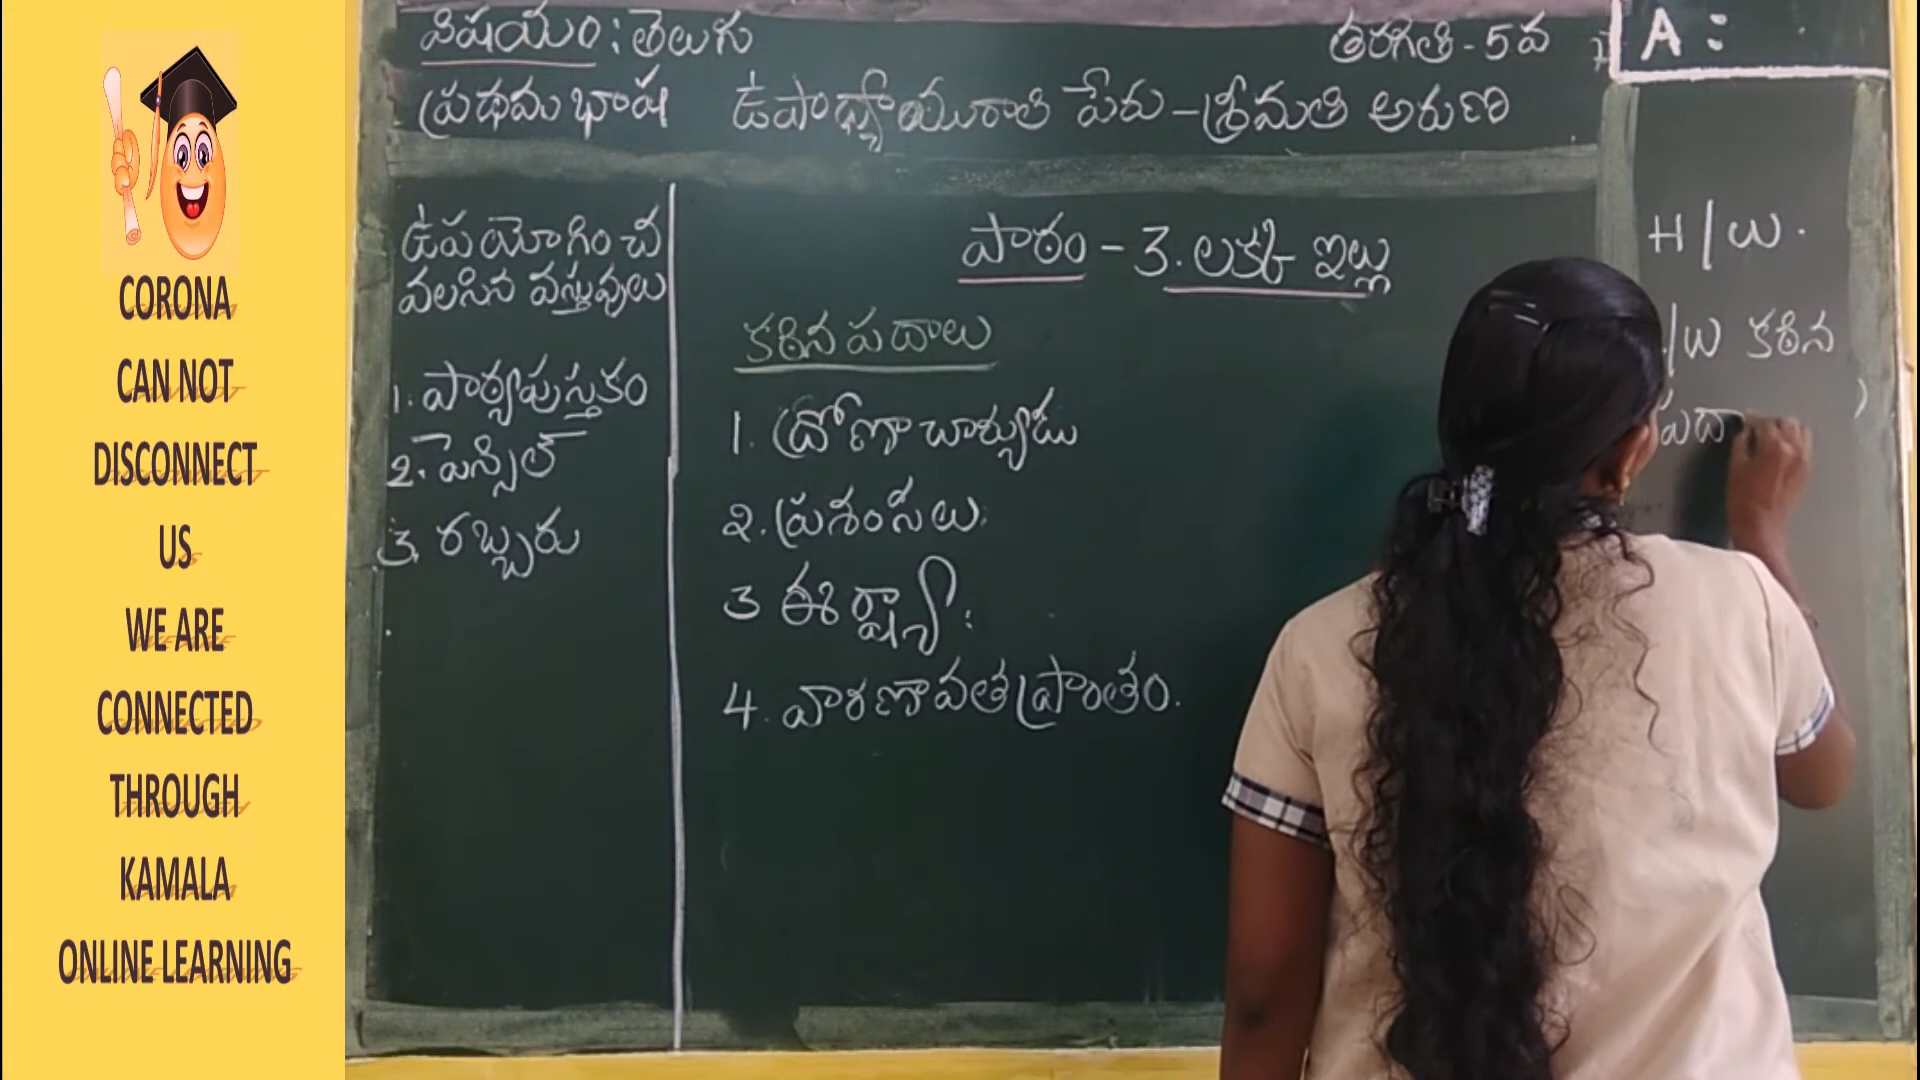 CORONA
CAN NOT
DISCONNECT
US
WE ARE
CONNECTED
THROUGH
KAMALA
ONLINE LEARNING
విషయం : తెలుగు
తరగతి - 5వ
A :
ప్రథమ భాష ఉపాధ్యాయురాలి పేరు - శ్రీమతి అరుణ
ఉపయోగించ
వలసిన వస్తువులు
1. పాఠ్యపుస్తకం
2. పెన్సిల్
3. రబ్బరు
పాఠం - 3. లక్క ఇల్లు
కఠిన పదాలు
1. ద్రోణాచార్యుడు
2. ప్రశంసలు
3 ఈర్ష్య
4. వారణావత ప్రాంతం.
H/W.
/W కఠిన
పదా